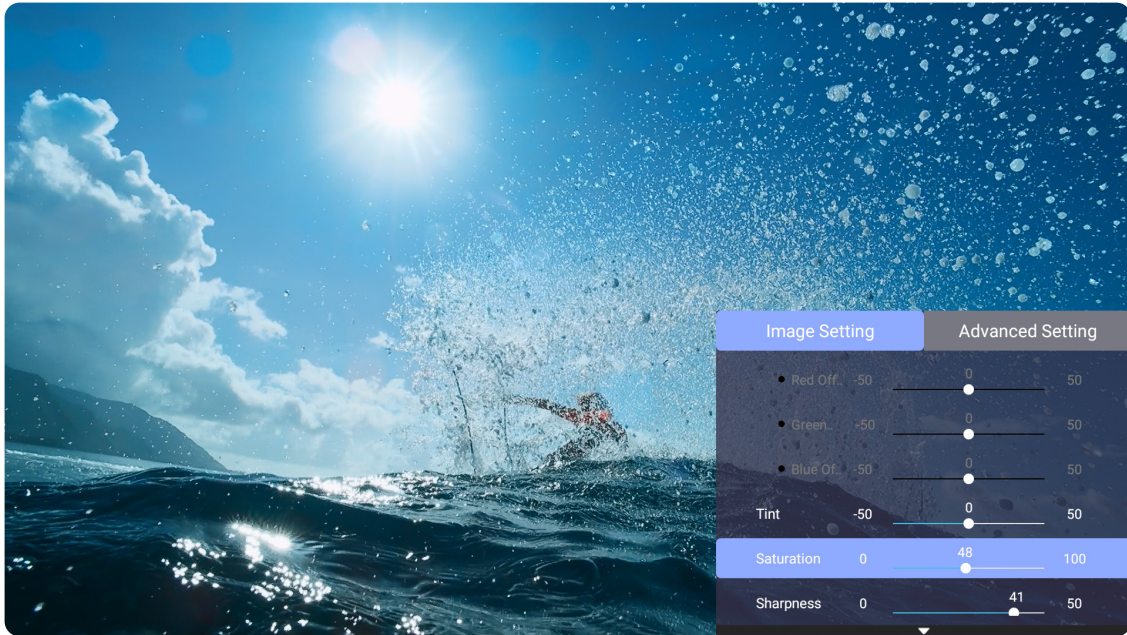 Image Setting Advanced Setting
Red Off.. -50 0 50
Green.. -50 0 50
Blue Of.. -50 0 50
Tint -50 0 50
Saturation 0 48 100
Sharpness 0 41 50